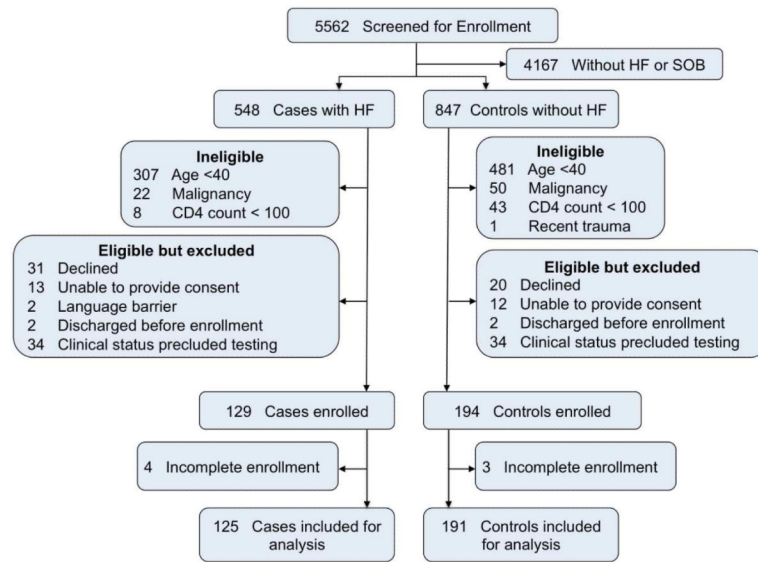 5562 Screened for Enrollment
4167 Without HF or SOB
548 Cases with HF
847 Controls without HF
Ineligible
307 Age <40
22 Malignancy
8 CD4 count < 100
Ineligible
481 Age <40
50 Malignancy
43 CD4 count < 100
1 Recent trauma
Eligible but excluded
31 Declined
13 Unable to provide consent
2 Language barrier
2 Discharged before enrollment
34 Clinical status precluded testing
Eligible but excluded
20 Declined
12 Unable to provide consent
2 Discharged before enrollment
34 Clinical status precluded testing
129 Cases enrolled
194 Controls enrolled
4 Incomplete enrollment
3 Incomplete enrollment
125 Cases included for
analysis
191 Controls included
for analysis